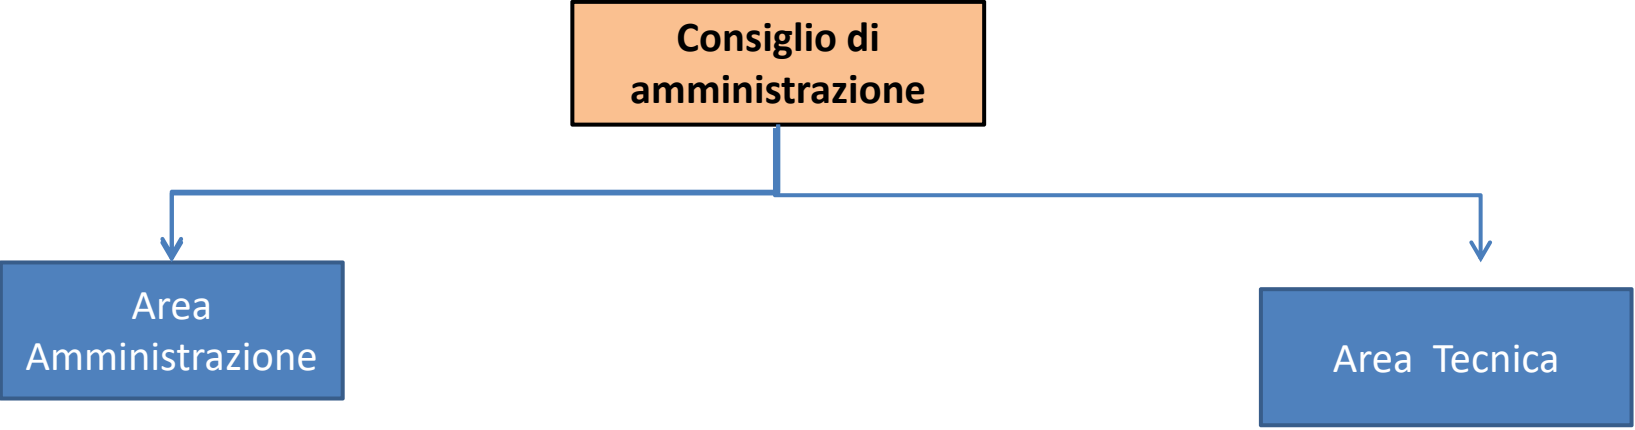 Consiglio di
amministrazione
Area
Amministrazione
Area Tecnica